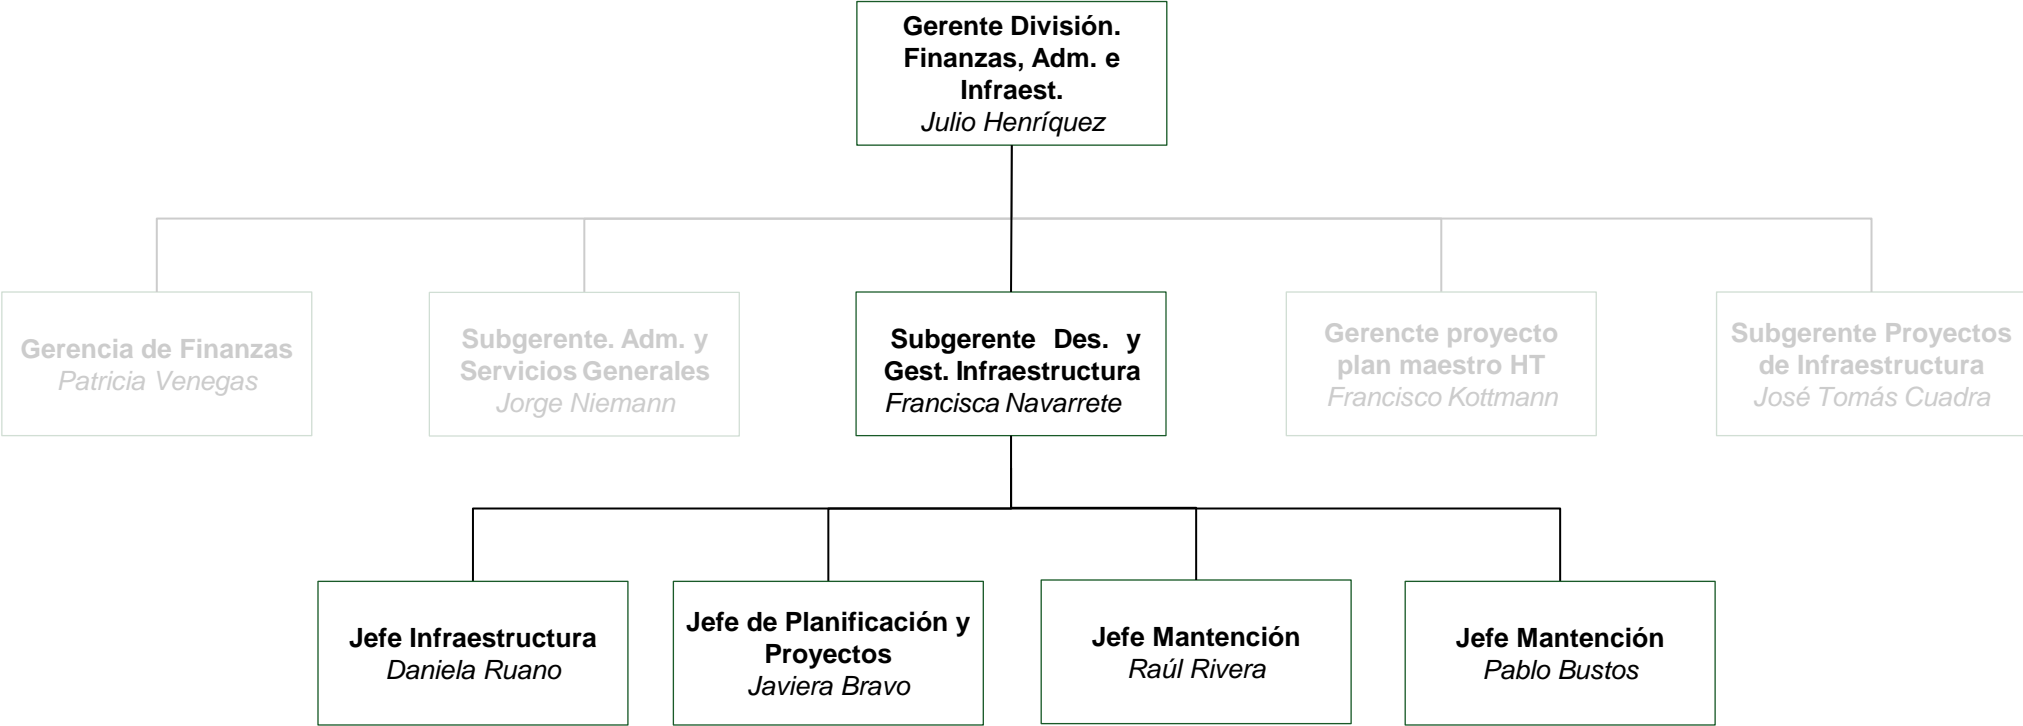 Gerente División.
Finanzas, Adm. e
Infraest.
Julio Henríquez
Gerencia de Finanzas
Patricia Venegas
Subgerente. Adm. y
Servicios Generales
Jorge Niemann
Subgerente Des. y
Gest. Infraestructura
Francisca Navarrete
Gerencte proyecto
plan maestro HT
Francisco Kottmann
Subgerente Proyectos
de Infraestructura
José Tomás Cuadra
Jefe Infraestructura
Daniela Ruano
Jefe de Planificación y
Proyectos
Javiera Bravo
Jefe Mantención
Raúl Rivera
Jefe Mantención
Pablo Bustos